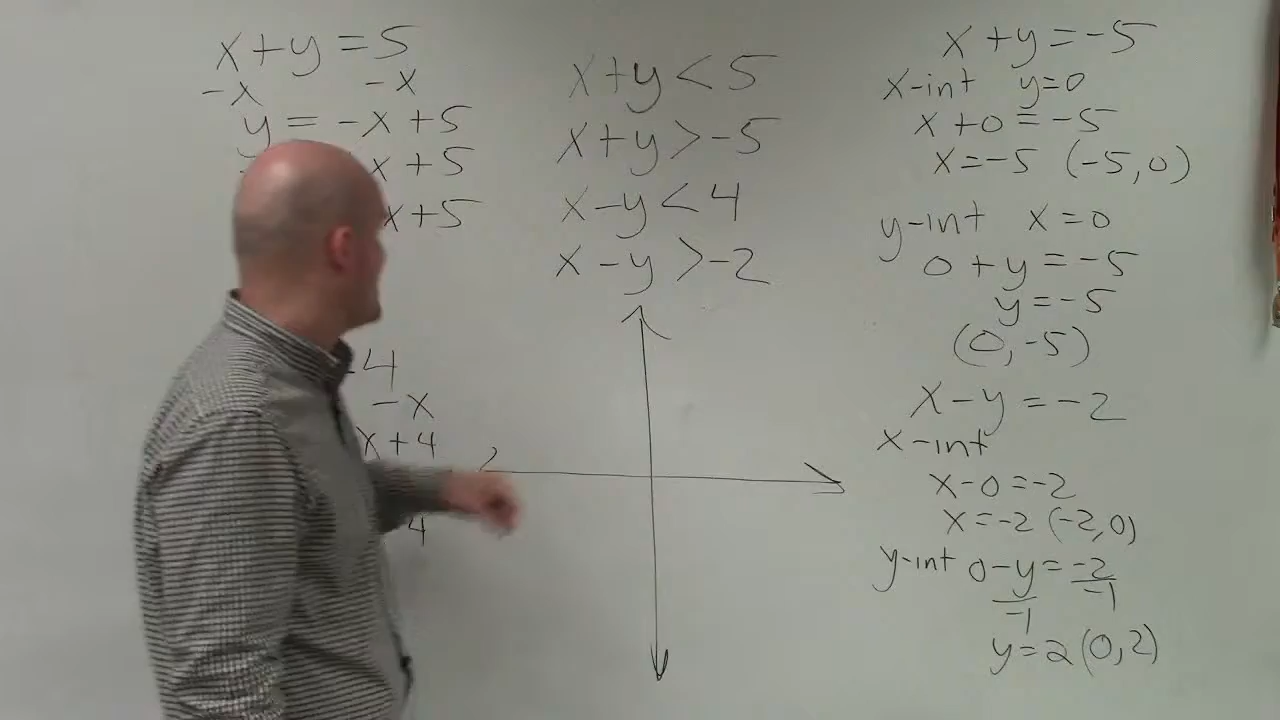 x+y=5
-x -x
y=-x+5
x+5
x+5
4
-x
x+4
4
x+y<5
x+y>-5
x-y<4
x-y>-2
x+y=-5
x-int y=0
x+0=-5
x=-5 (-5,0)
y-int x=0
0+y=-5
y=-5
(0,-5)
x-y=-2
x-int
x-0=-2
x=-2 (-2,0)
y-int 0-y=-2
-1 -1
y=2 (0,2)